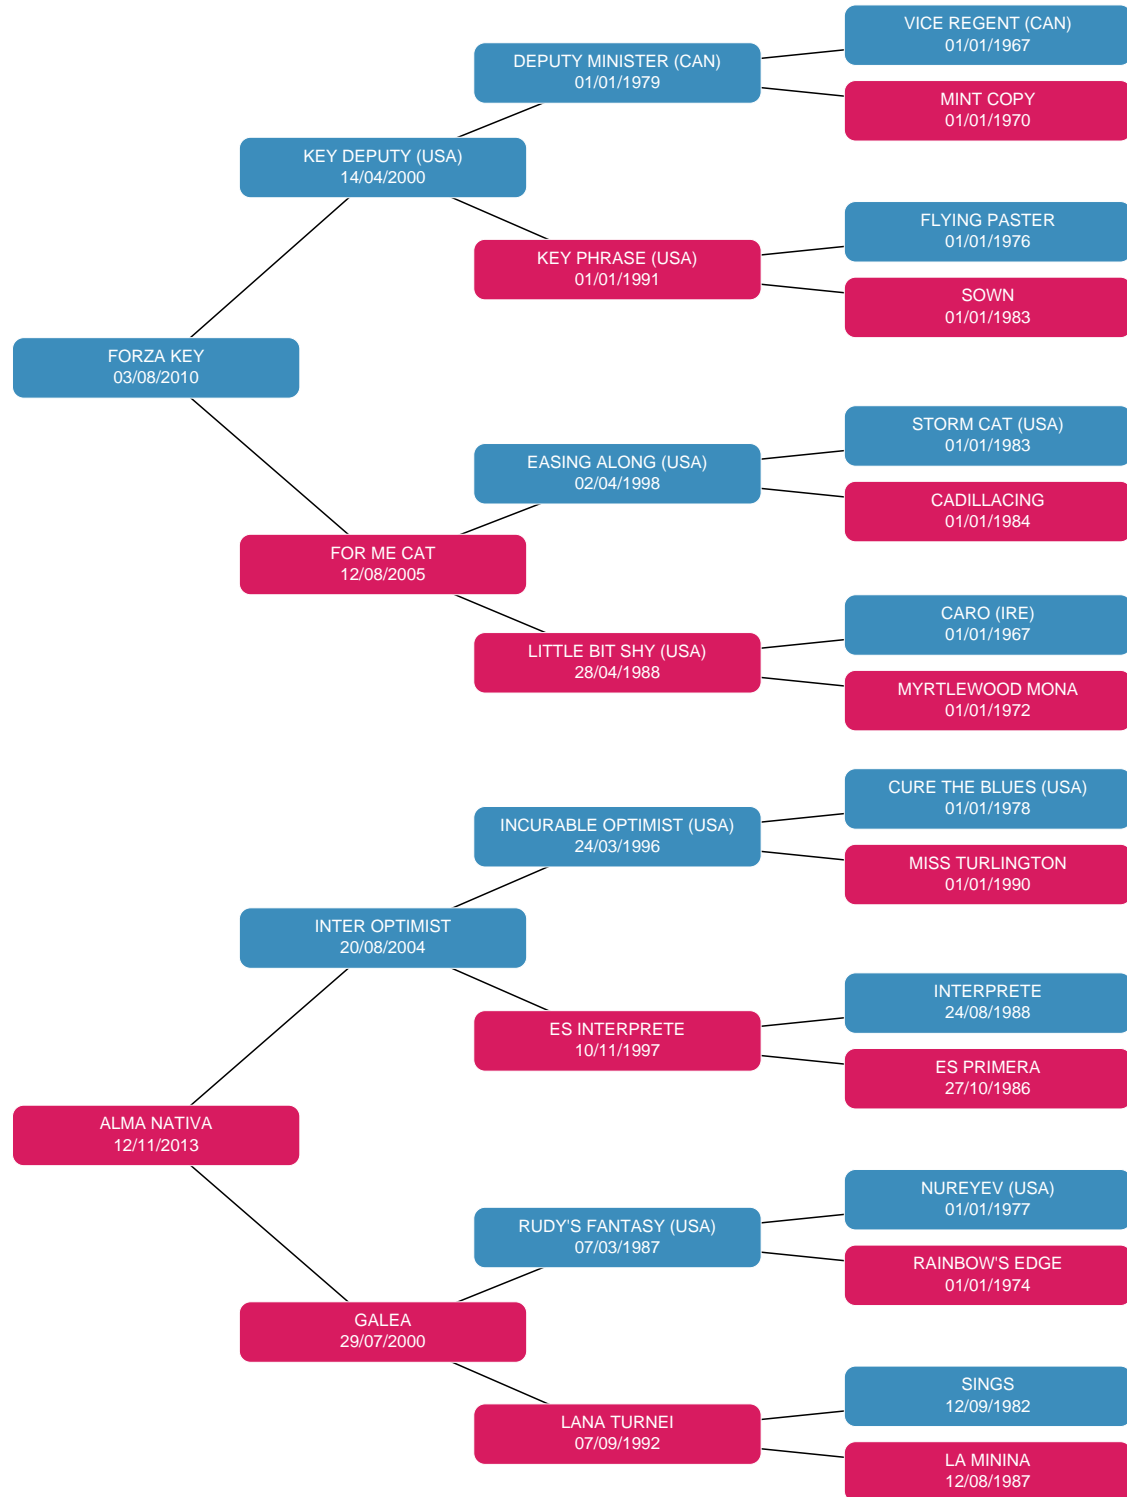 VICE REGENT (CAN)
01/01/1967
DEPUTY MINISTER (CAN)
01/01/1979
MINT COPY
01/01/1970
KEY DEPUTY (USA)
14/04/2000
FLYING PASTER
01/01/1976
KEY PHRASE (USA)
01/01/1991
SOWN
01/01/1983
FORZA KEY
03/08/2010
STORM CAT (USA)
01/01/1983
EASING ALONG (USA)
02/04/1998
CADILLACING
01/01/1984
FOR ME CAT
12/08/2005
CARO (IRE)
01/01/1967
LITTLE BIT SHY (USA)
28/04/1988
MYRTLEWOOD MONA
01/01/1972
CURE THE BLUES (USA)
01/01/1978
INCURABLE OPTIMIST (USA)
24/03/1996
MISS TURLINGTON
01/01/1990
INTER OPTIMIST
20/08/2004
INTERPRETE
24/08/1988
ES INTERPRETE
10/11/1997
ES PRIMERA
27/10/1986
ALMA NATIVA
12/11/2013
NUREYEV (USA)
01/01/1977
RUDY'S FANTASY (USA)
07/03/1987
RAINBOW'S EDGE
01/01/1974
GALEA
29/07/2000
SINGS
12/09/1982
LANA TURNEI
07/09/1992
LA MININA
12/08/1987